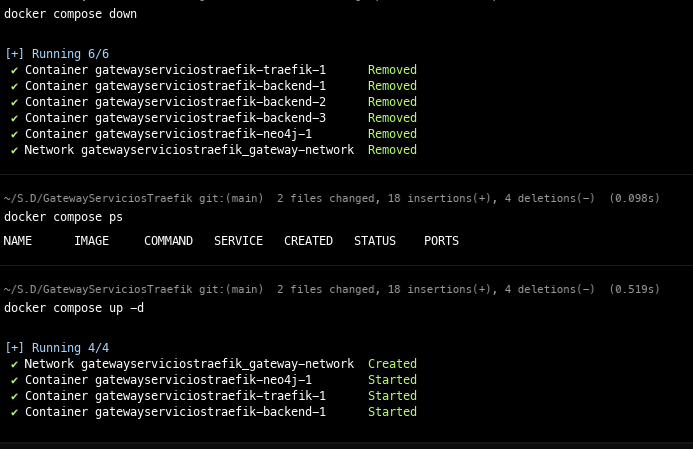 docker compose down
[+] Running 6/6
✔ Container gatewayserviciostraefik-traefik-1 Removed
✔ Container gatewayserviciostraefik-backend-1 Removed
✔ Container gatewayserviciostraefik-backend-2 Removed
✔ Container gatewayserviciostraefik-backend-3 Removed
✔ Container gatewayserviciostraefik-neo4j-1 Removed
✔ Network gatewayserviciostraefik_gateway-network Removed
~/S.D/GatewayServiciosTraefik git:(main) 2 files changed, 18 insertions(+), 4 deletions(-) (0.098s)
docker compose ps
NAME IMAGE COMMAND SERVICE CREATED STATUS PORTS
~/S.D/GatewayServiciosTraefik git:(main) 2 files changed, 18 insertions(+), 4 deletions(-) (0.519s)
docker compose up -d
[+] Running 4/4
✔ Network gatewayserviciostraefik_gateway-network Created
✔ Container gatewayserviciostraefik-neo4j-1 Started
✔ Container gatewayserviciostraefik-traefik-1 Started
✔ Container gatewayserviciostraefik-backend-1 Started